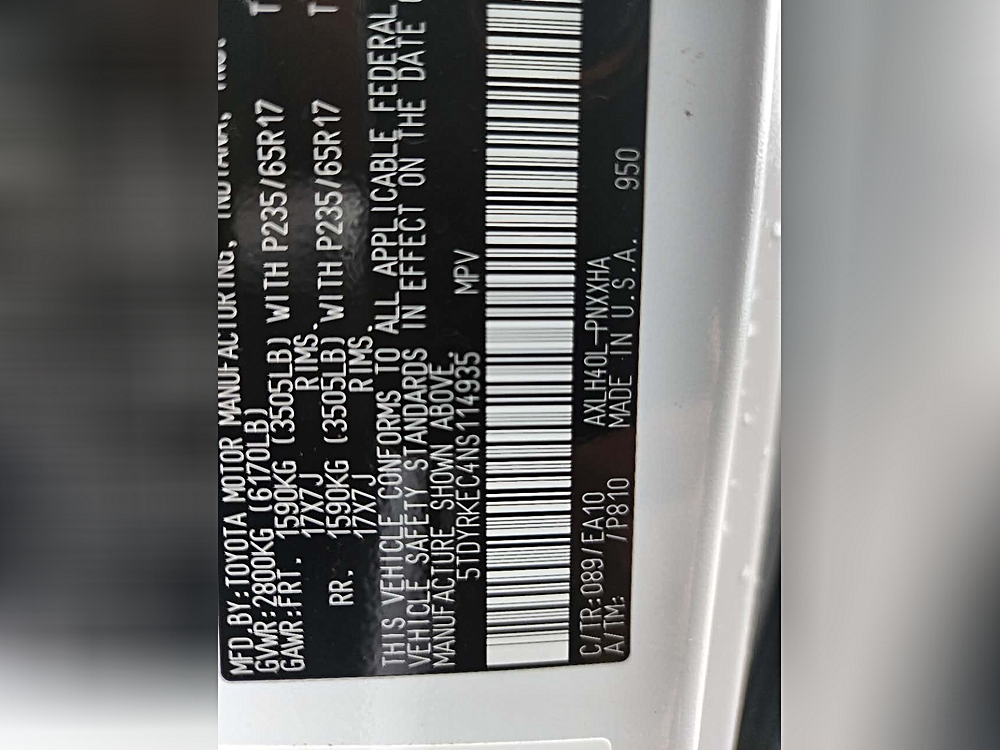 MFD.BY:TOYOTA MOTOR MANUFACTURING, INDIANA, INC
GVWR:2800KG (6170LB)
GAWR:FRT. 1590KG (3505LB) WITH P235/65R17
17X7J RIMS.
RR. 1590KG (3505LB) WITH P235/65R17
17X7J RIMS.
THIS VEHICLE CONFORMS TO ALL APPLICABLE FEDERAL
VEHICLE SAFETY STANDARDS IN EFFECT ON THE DATE
MANUFACTURE SHOWN ABOVE.
5TDYRKEC4NS114935 MPV
C/TR:089/EA10 AXLH40L-PNXXHA 950
A/TM: /P810 MADE IN U.S.A.